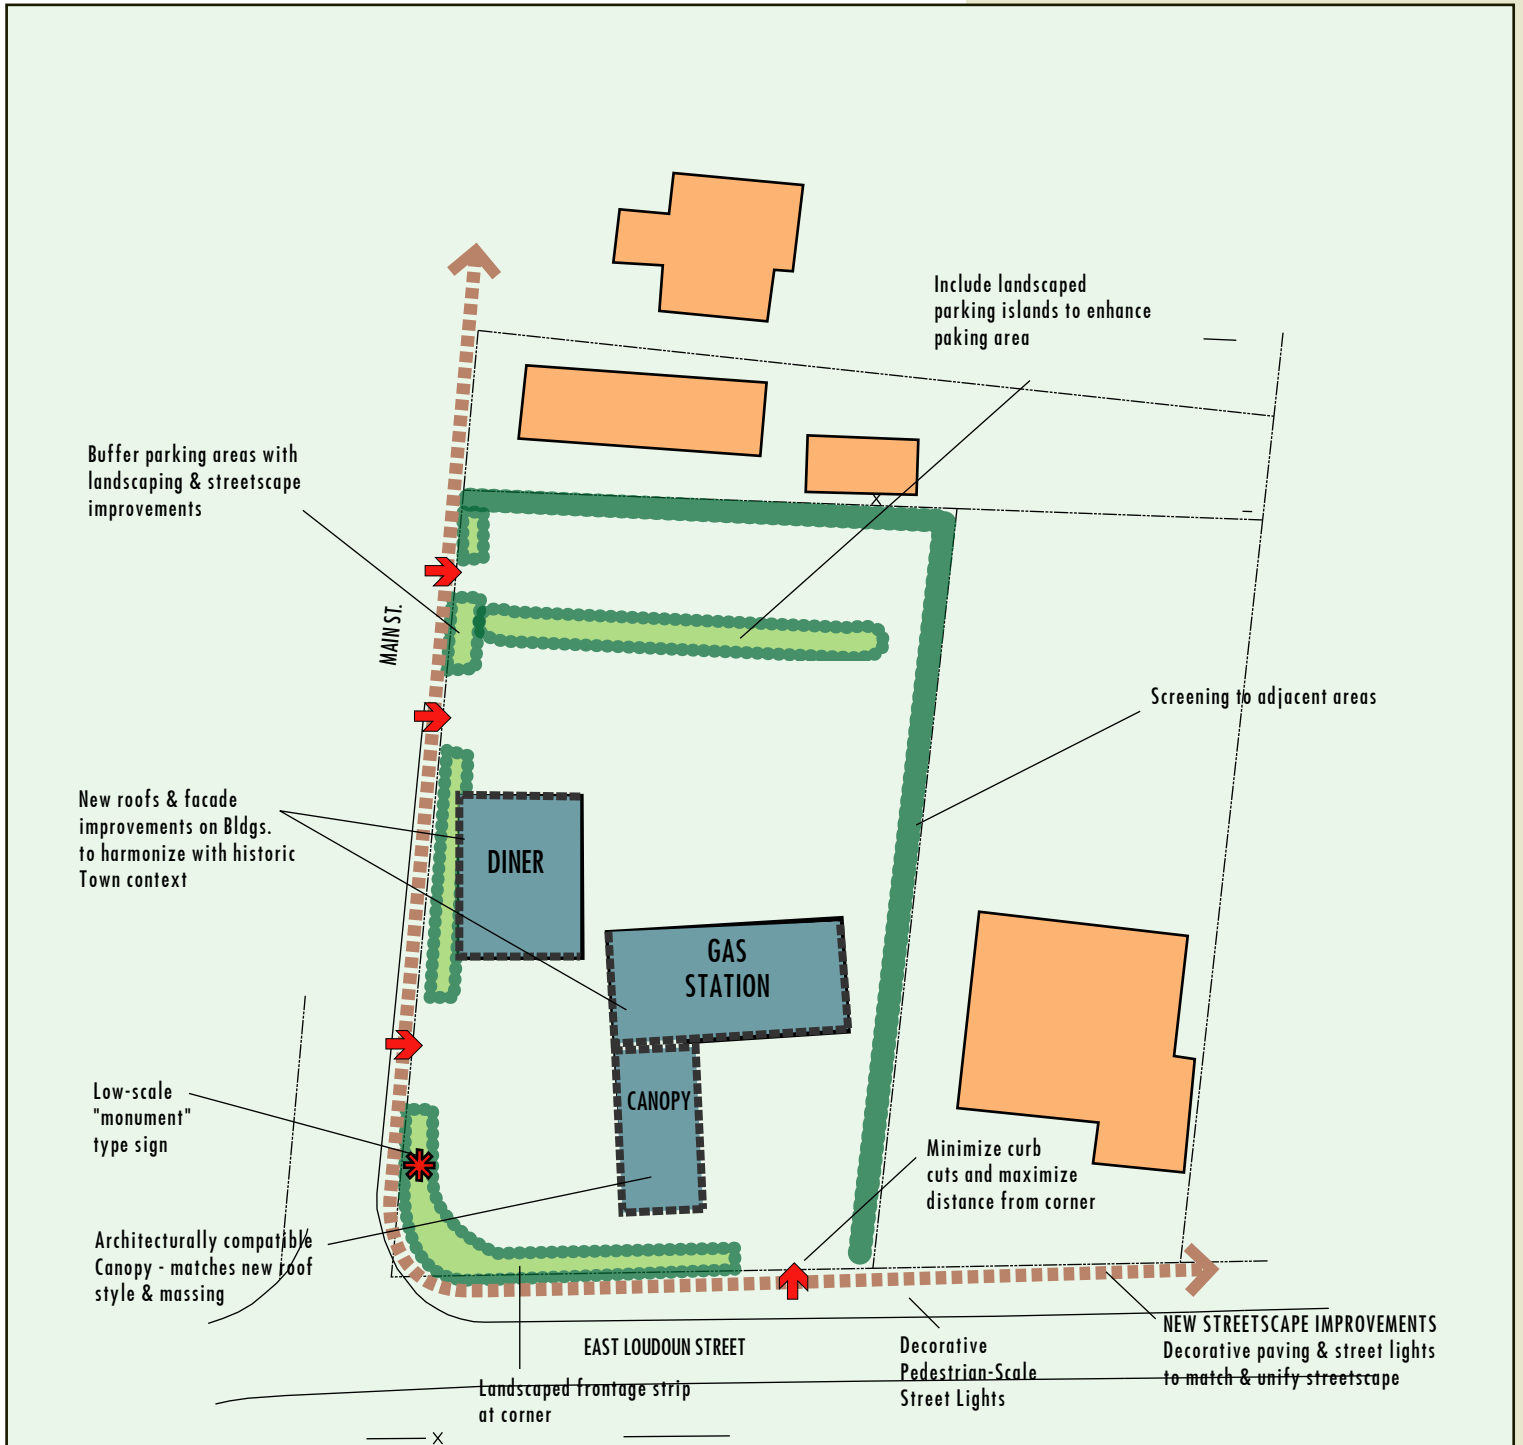 Include landscaped
parking islands to enhance
paking area
Buffer parking areas with
landscaping & streetscape
improvements
X
MAIN ST.
Screening to adjacent areas
New roofs & facade
improvements on Bldgs.
to harmonize with historic
Town context
DINER
GAS
STATION
CANOPY
Low-scale
"monument"
type sign
Minimize curb
cuts and maximize
distance from corner
Architecturally compatible
Canopy - matches new roof
style & massing
EAST LOUDOUN STREET
Decorative
Pedestrian-Scale
Street Lights
NEW STREETSCAPE IMPROVEMENTS
Decorative paving & street lights
to match & unify streetscape
Landscaped frontage strip
at corner
X